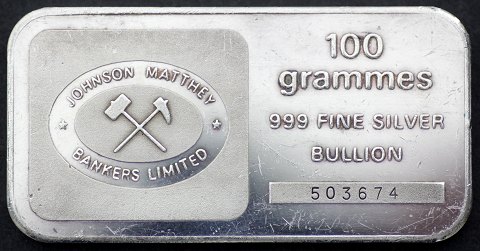 JOHNSON MATTHEY
BANKERS LIMITED
100
grammes
999 FINE SILVER
BULLION
503674